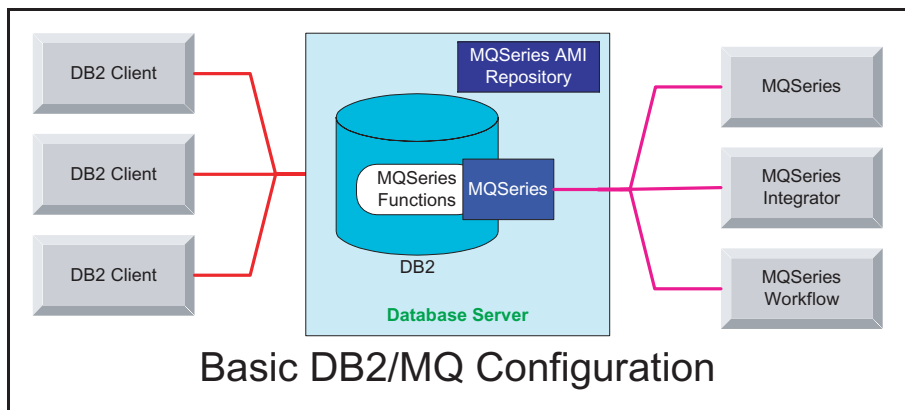 DB2 Client
DB2 Client
DB2 Client
MQSeries AMI
Repository
MQSeries
Functions
MQSeries
DB2
Database Server
MQSeries
MQSeries
Integrator
MQSeries
Workflow
Basic DB2/MQ Configuration